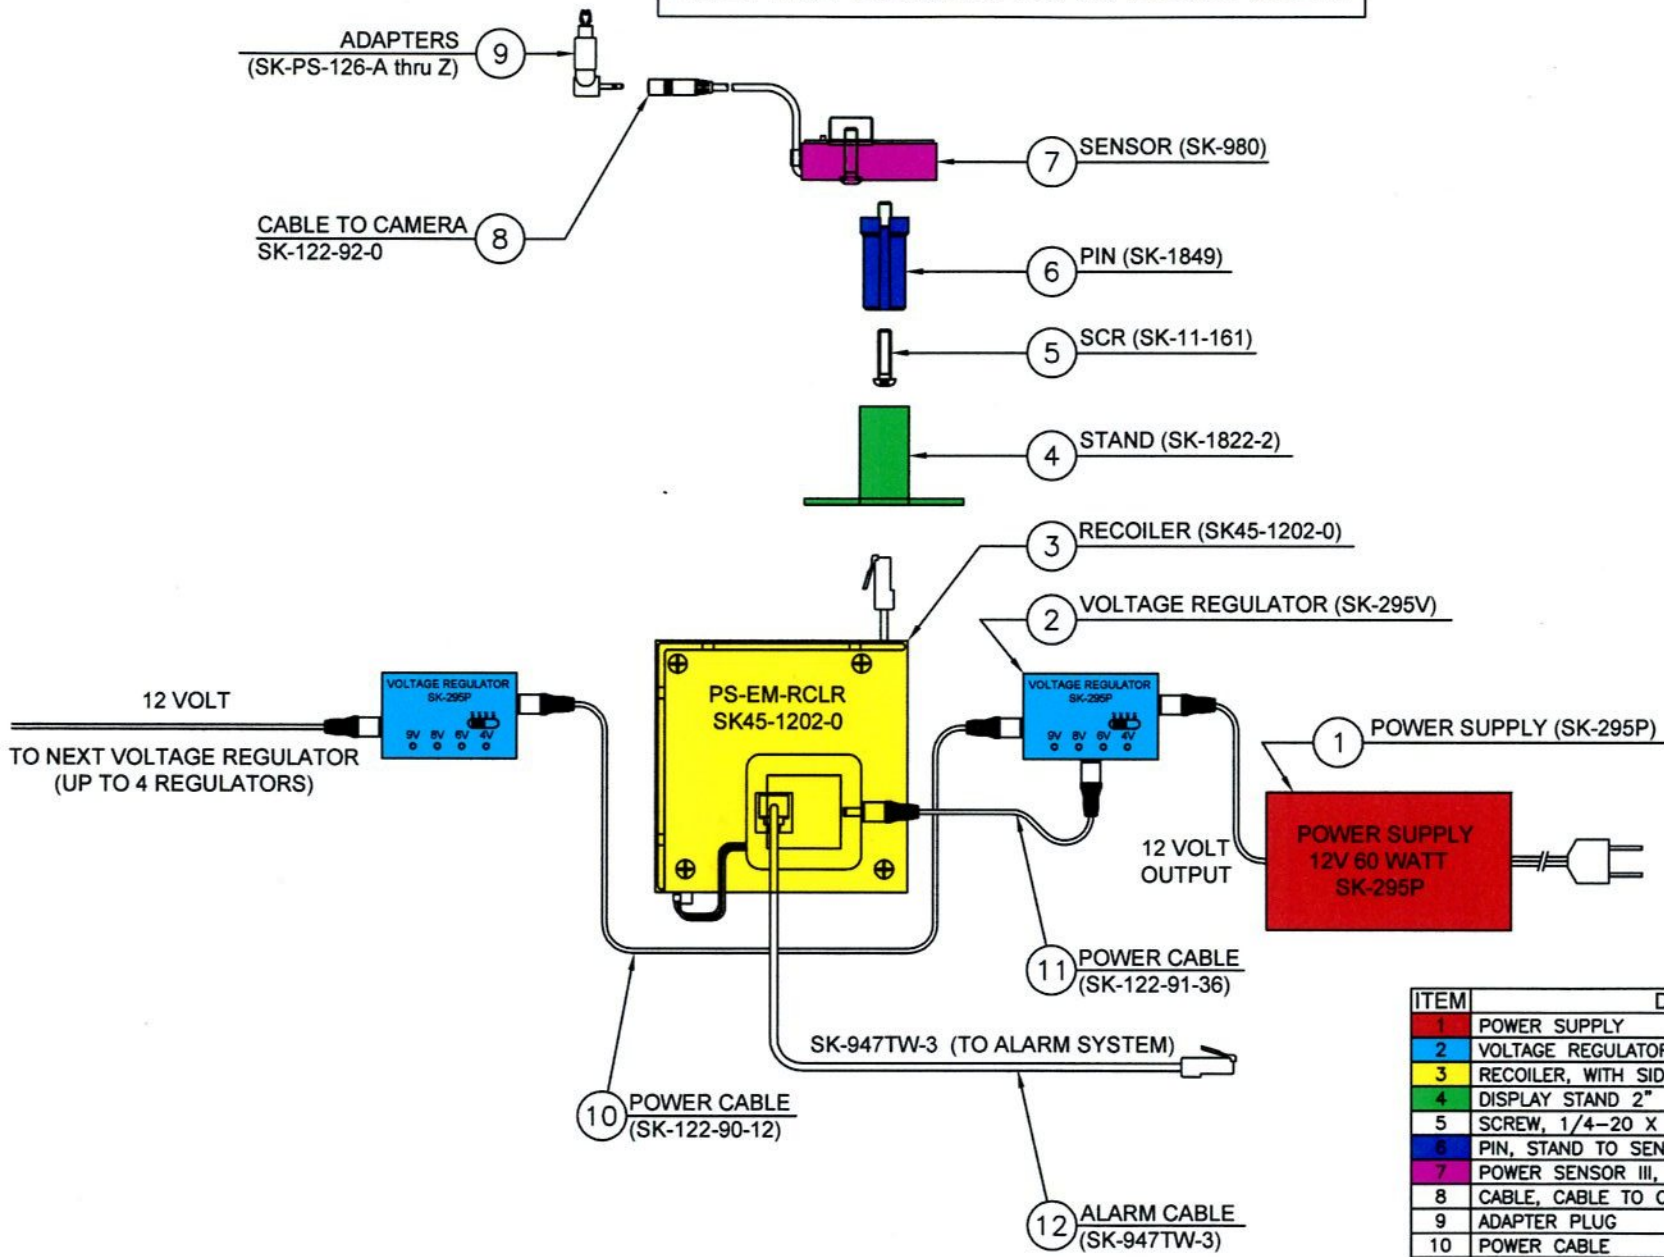 ADAPTERS
(SK-PS-126-A thru Z)
9
CABLE TO CAMERA
SK-122-92-0
8
7
SENSOR (SK-980)
6
PIN (SK-1849)
5
SCR (SK-11-161)
4
STAND (SK-1822-2)
3
RECOILER (SK45-1202-0)
2
VOLTAGE REGULATOR (SK-295V)
1
POWER SUPPLY (SK-295P)
12 VOLT
TO NEXT VOLTAGE REGULATOR
(UP TO 4 REGULATORS)
VOLTAGE REGULATOR
SK-295P
9V 8V 6V 4V
PS-EM-RCLR
SK45-1202-0
VOLTAGE REGULATOR
SK-295P
9V 8V 6V 4V
12 VOLT
OUTPUT
POWER SUPPLY
12V 60 WATT
SK-295P
11
POWER CABLE
(SK-122-91-36)
SK-947TW-3 (TO ALARM SYSTEM)
10
POWER CABLE
(SK-122-90-12)
12
ALARM CABLE
(SK-947TW-3)
ITEM
1 POWER SUPPLY
2 VOLTAGE REGULATOR
3 RECOILER, WITH SID
4 DISPLAY STAND 2"
5 SCREW, 1/4-20 X
6 PIN, STAND TO SEN
7 POWER SENSOR III,
8 CABLE, CABLE TO
9 ADAPTER PLUG
10 POWER CABLE